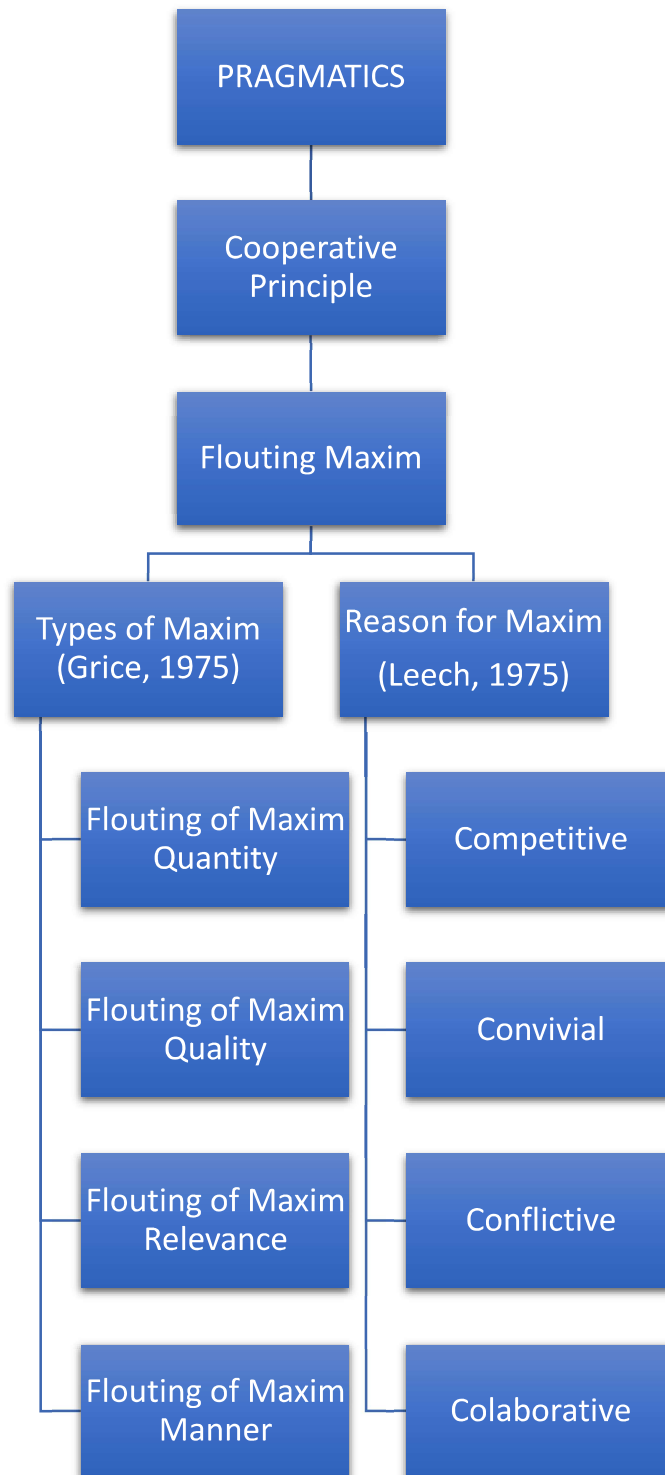 PRAGMATICS
Cooperative
Principle
Flouting Maxim
Types of Maxim
(Grice, 1975)
Reason for Maxim
(Leech, 1975)
Flouting of Maxim
Quantity
Competitive
Flouting of Maxim
Quality
Convivial
Flouting of Maxim
Relevance
Conflictive
Flouting of Maxim
Manner
Colaborative